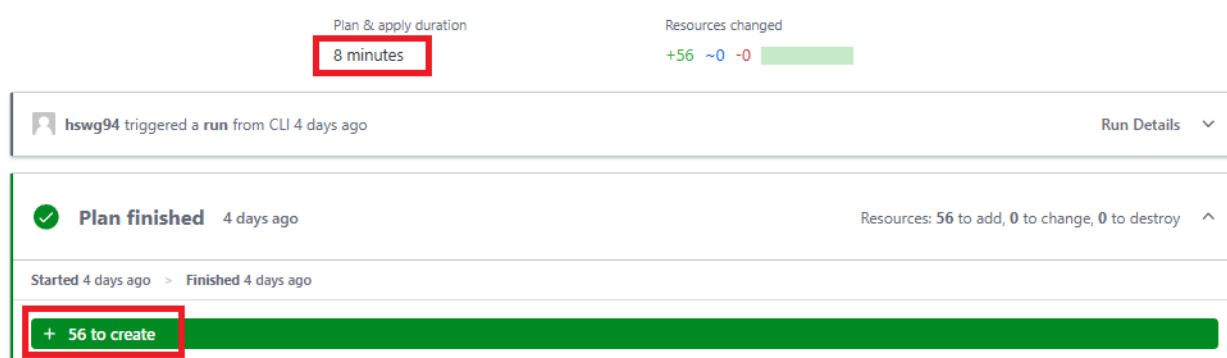 Plan & apply duration
Resources changed
8 minutes
+56 ~0 -0
hswg94 triggered a run from CLI 4 days ago
Run Details
Plan finished 4 days ago
Resources: 56 to add, 0 to change, 0 to destroy
Started 4 days ago > Finished 4 days ago
+ 56 to create